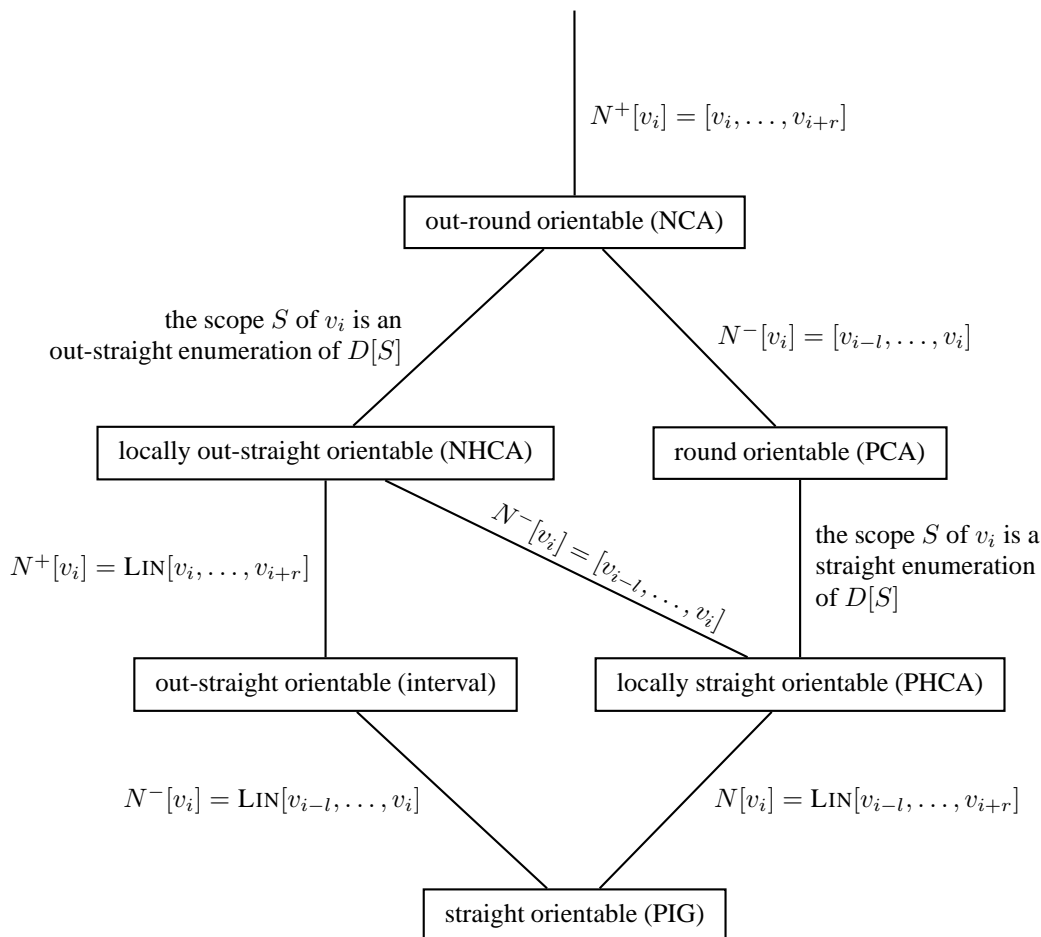 N⁺[vᵢ] = [vᵢ, . . . , vᵢ₊ᵣ]
out-round orientable (NCA)
the scope S of vᵢ is an
out-straight enumeration of D[S]
N⁻[vᵢ] = [vᵢ₋ₗ, . . . , vᵢ]
locally out-straight orientable (NHCA)
round orientable (PCA)
N⁻[vᵢ] = [vᵢ₋ₗ, . . . , vᵢ]
the scope S of vᵢ is a
straight enumeration
of D[S]
N⁺[vᵢ] = LIN[vᵢ, . . . , vᵢ₊ᵣ]
out-straight orientable (interval)
locally straight orientable (PHCA)
N⁻[vᵢ] = LIN[vᵢ₋ₗ, . . . , vᵢ]
N[vᵢ] = LIN[vᵢ₋ₗ, . . . , vᵢ₊ᵣ]
straight orientable (PIG)